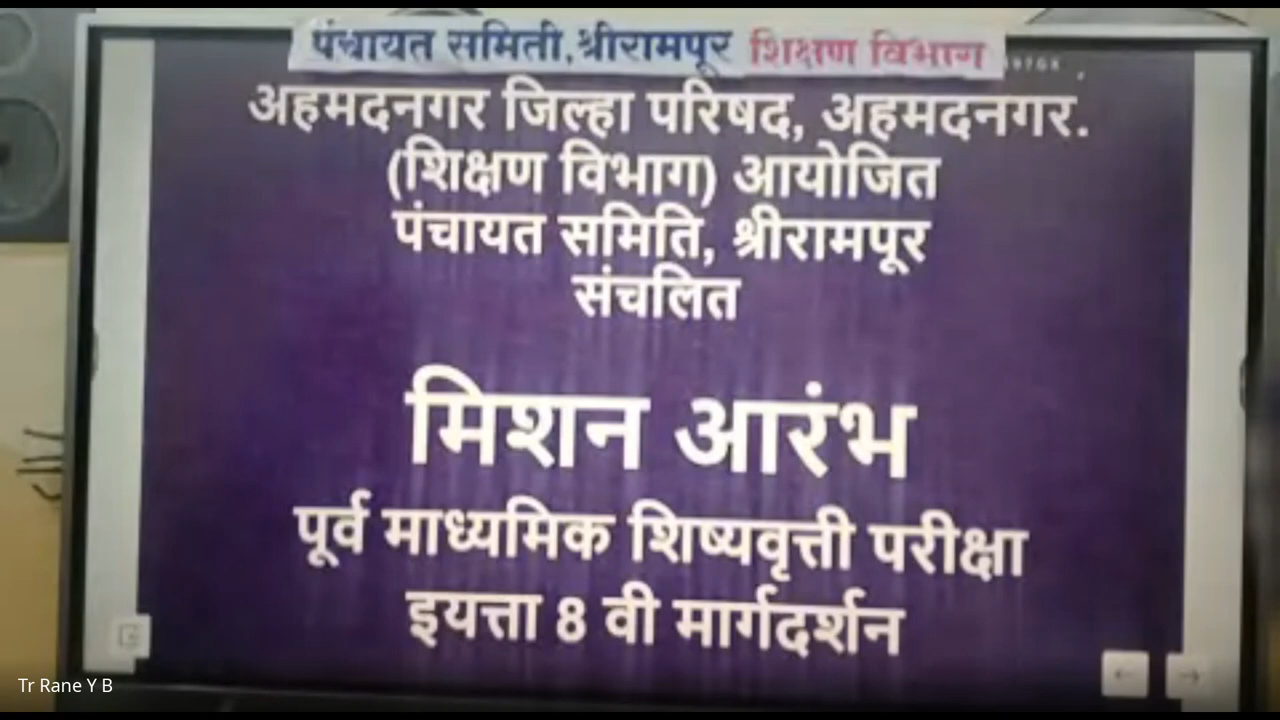 पंचायत समिती,श्रीरामपूर शिक्षण विभाग
अहमदनगर जिल्हा परिषद, अहमदनगर.
(शिक्षण विभाग) आयोजित
पंचायत समिति, श्रीरामपूर
संचलित
मिशन आरंभ
पूर्व माध्यमिक शिष्यवृत्ती परीक्षा
इयत्ता 8 वी मार्गदर्शन
Tr Rane Y B